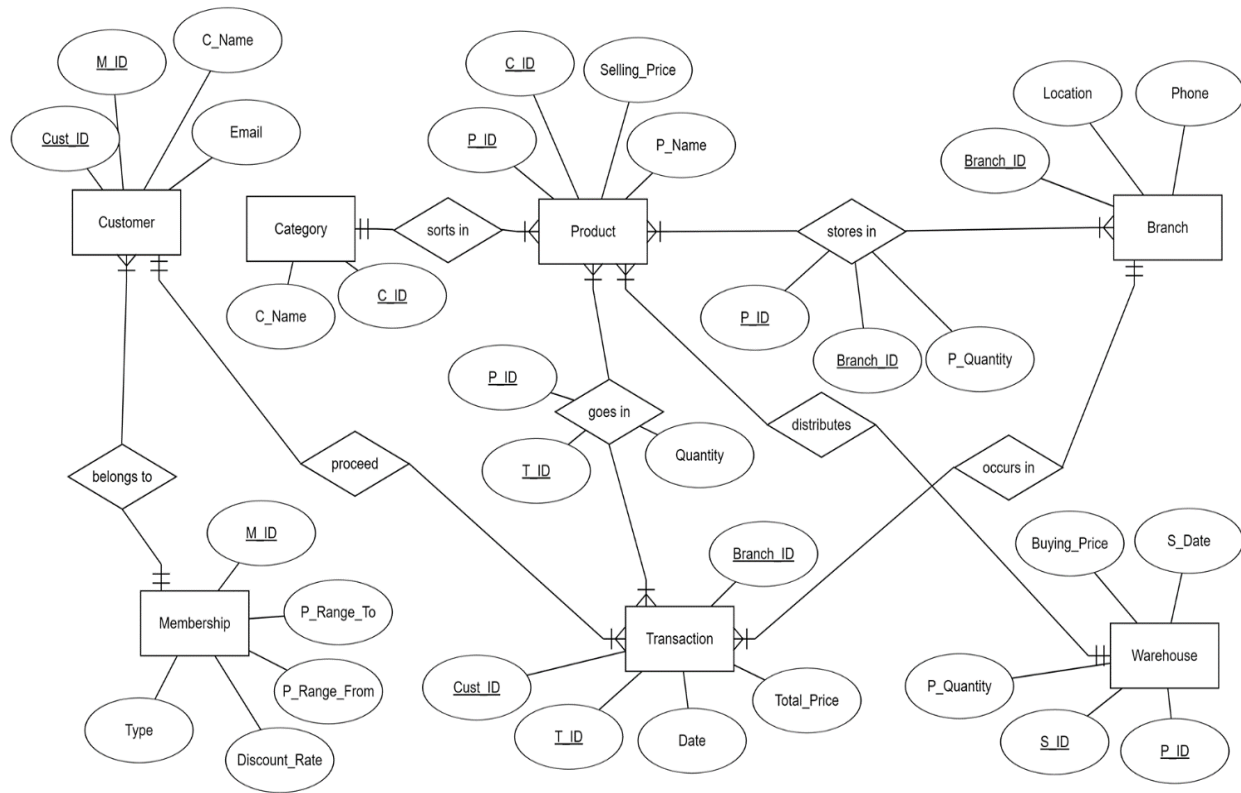 C_Name
M_ID
Cust_ID
Email
Customer
C_ID
Selling_Price
P_ID
P_Name
Category
sorts in
Product
C_Name
C_ID
Location
Phone
Branch_ID
stores in
Branch
P_ID
Branch_ID
P_Quantity
P_ID
goes in
T_ID
Quantity
distributes
occurs in
belongs to
proceed
M_ID
P_Range_To
Membership
P_Range_From
Type
Discount_Rate
Branch_ID
Transaction
Cust_ID
T_ID
Date
Total_Price
Buying_Price
S_Date
Warehouse
P_Quantity
S_ID
P_ID